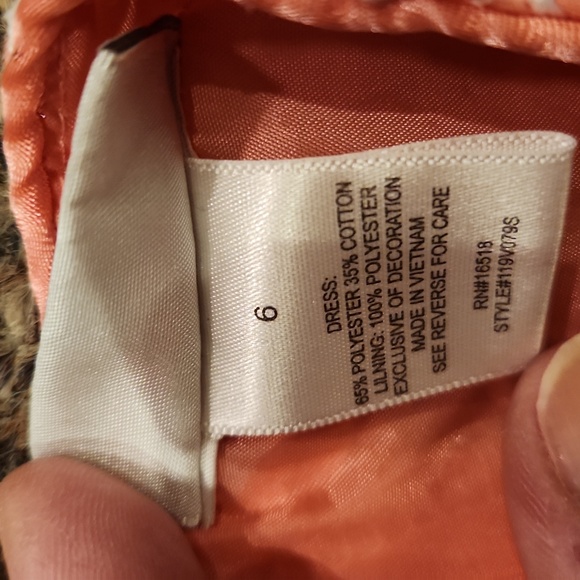 6
DRESS:
65% POLYESTER 35% COTTON
LILNING: 100% POLYESTER
EXCLUSIVE OF DECORATION
MADE IN VIETNAM
SEE REVERSE FOR CARE
RN#16518
STYLE#119V079S